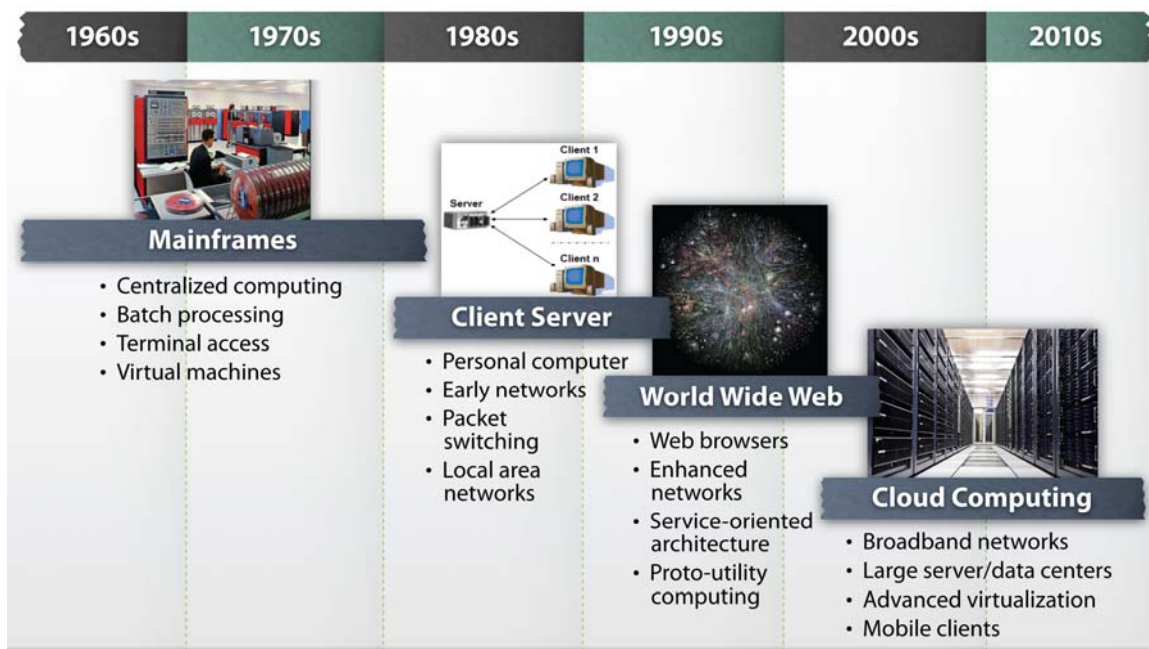 1960s
1970s
1980s
1990s
2000s
2010s
Mainframes
• Centralized computing
• Batch processing
• Terminal access
• Virtual machines
Server
Client 1
Client 2
Client n
Client Server
• Personal computer
• Early networks
• Packet
switching
• Local area
networks
World Wide Web
• Web browsers
• Enhanced
networks
• Service-oriented
architecture
• Proto-utility
computing
Cloud Computing
• Broadband networks
• Large server/data centers
• Advanced virtualization
• Mobile clients